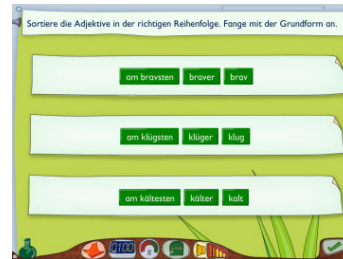 Sortiere die Adjektive in der richtigen Reihenfolge. Fange mit der Grundform an.
am bravsten braver brav
am klügsten klüger klug
am kältesten kälter kalt
0100